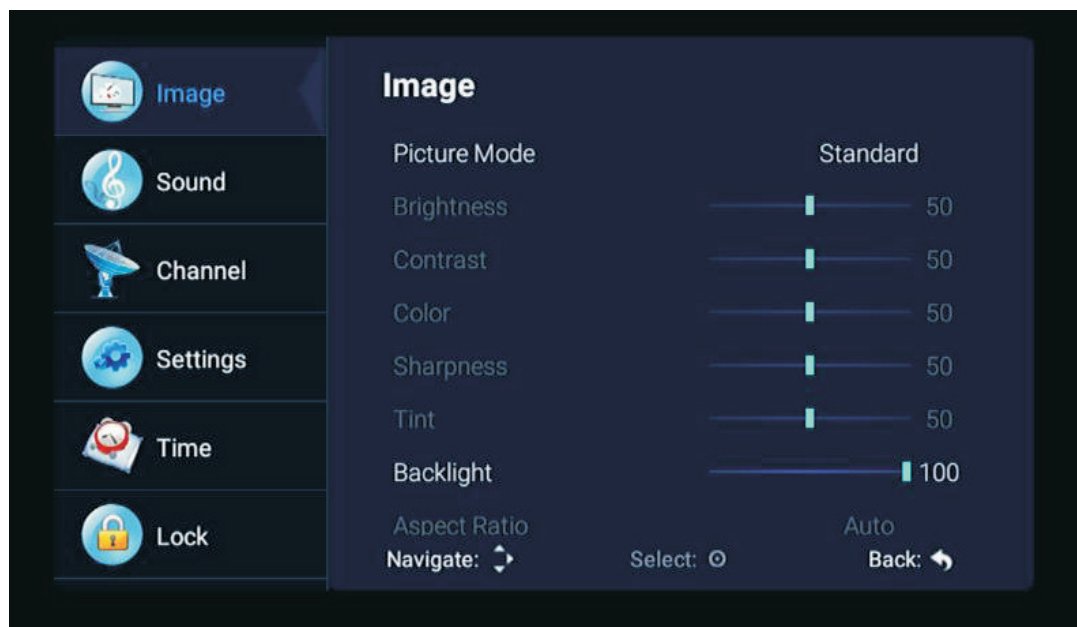 Image
Sound
Channel
Settings
Time
Lock
Image
Picture Mode Standard
Brightness 50
Contrast 50
Color 50
Sharpness 50
Tint 50
Backlight 100
Aspect Ratio Auto
Navigate: Select: Back: